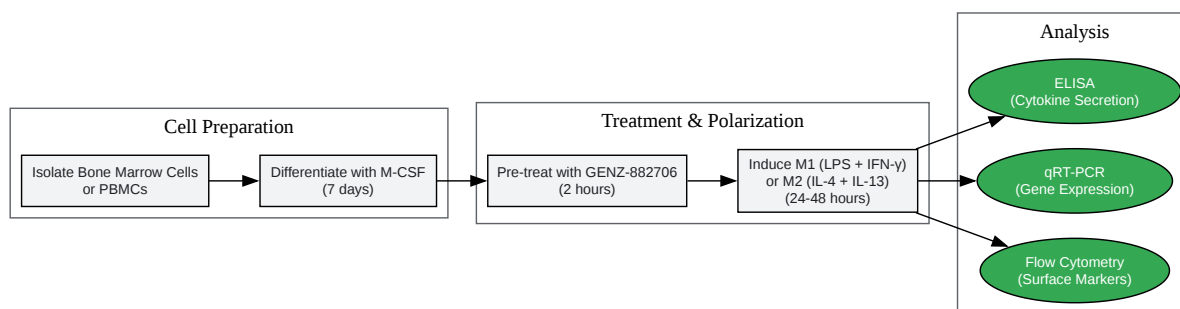 Cell Preparation
Isolate Bone Marrow Cells
or PBMCs
Differentiate with M-CSF
(7 days)
Treatment & Polarization
Pre-treat with GENZ-882706
(2 hours)
Induce M1 (LPS + IFN-γ)
or M2 (IL-4 + IL-13)
(24-48 hours)
Analysis
ELISA
(Cytokine Secretion)
qRT-PCR
(Gene Expression)
Flow Cytometry
(Surface Markers)